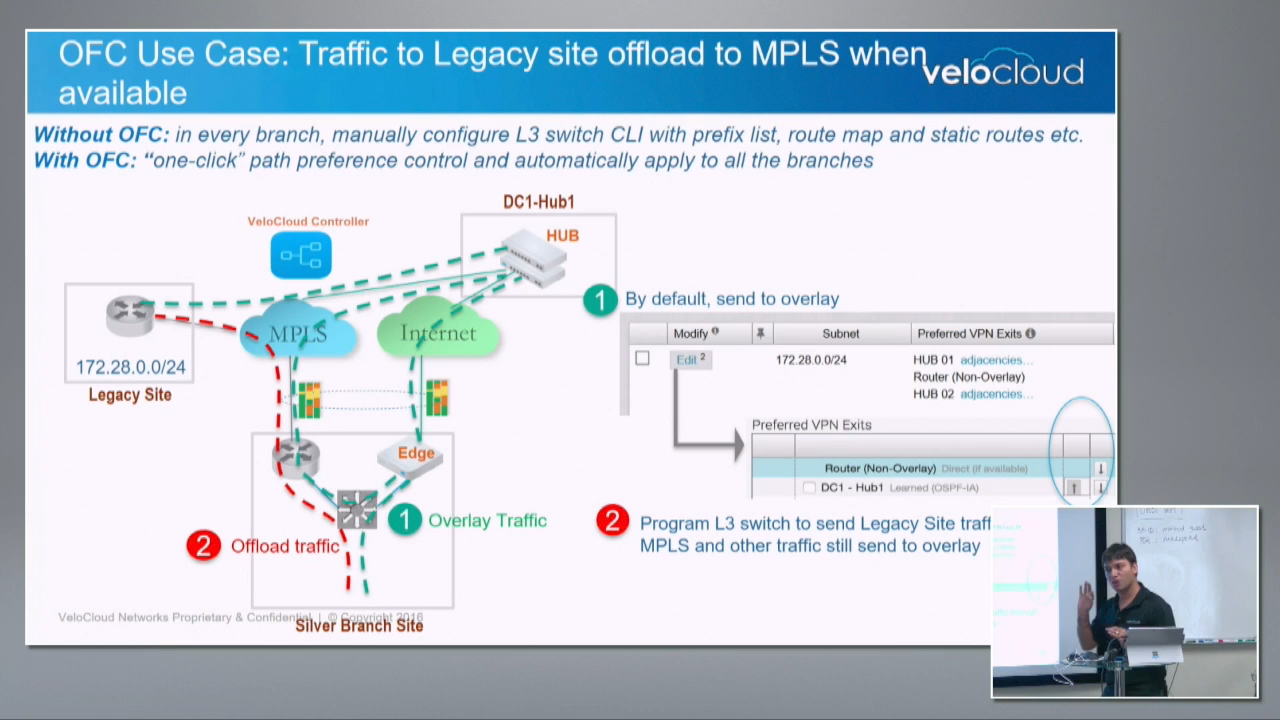 OFC Use Case: Traffic to Legacy site offload to MPLS when
available
velocloud
Without OFC: in every branch, manually configure L3 switch CLI with prefix list, route map and static routes etc.
With OFC: “one-click” path preference control and automatically apply to all the branches
DC1-Hub1
VeloCloud Controller
HUB
MPLS
Internet
172.28.0.0/24
Legacy Site
1 By default, send to overlay
Modify Subnet Preferred VPN Exits
Edit 2 172.28.0.0/24 HUB 01 adjacencies...
Router (Non-Overlay)
HUB 02 adjacencies...
Preferred VPN Exits
Router (Non-Overlay) Direct (if available)
DC1 - Hub1 Learned (OSPF-IA)
Edge
1 Overlay Traffic
2 Offload traffic
2 Program L3 switch to send Legacy Site traff
MPLS and other traffic still send to overlay
VeloCloud Networks Proprietary & Confidential | © Copyright 2016
Silver Branch Site